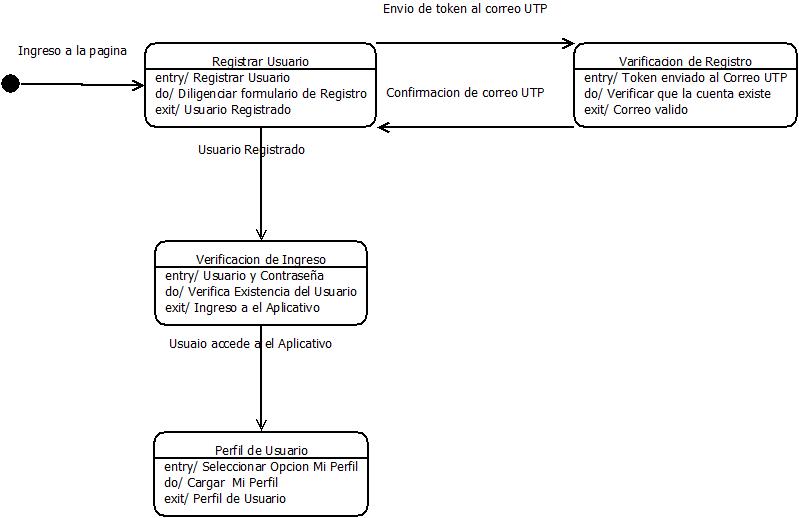 Envio de token al correo UTP
Ingreso a la pagina
Registrar Usuario
entry/ Registrar Usuario
do/ Diligenciar formulario de Registro
exit/ Usuario Registrado
Varificacion de Registro
entry/ Token enviado al Correo UTP
do/ Verificar que la cuenta existe
exit/ Correo valido
Confirmacion de correo UTP
Usuario Registrado
Verificacion de Ingreso
entry/ Usuario y Contraseña
do/ Verifica Existencia del Usuario
exit/ Ingreso a el Aplicativo
Usuaio accede a el Aplicativo
Perfil de Usuario
entry/ Seleccionar Opcion Mi Perfil
do/ Cargar Mi Perfil
exit/ Perfil de Usuario